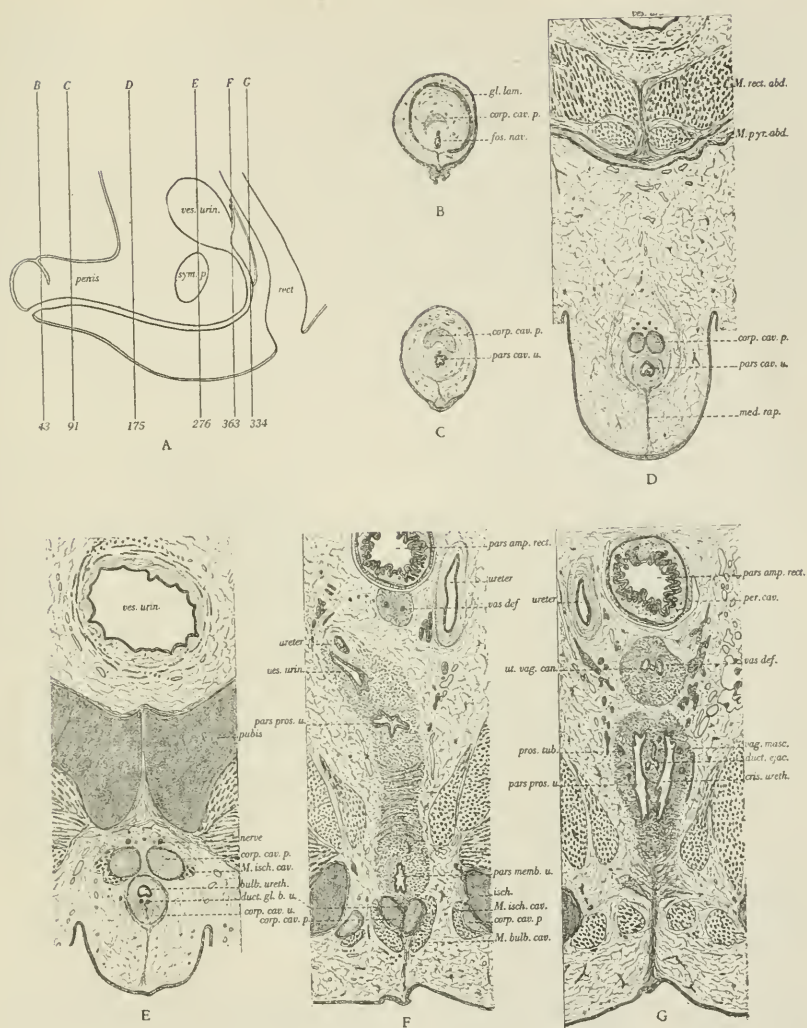 B C D E F G
ves. urin.
sym. p
rect
penis
43 91 175 276 363 334
A
gl. lam.
corp. cav. p.
fos. nav.
B
corp. cav. p.
pars cav. u.
C
M. rect. abd.
M. pyr. abd.
corp. cav. p.
pars cav. u.
med. rap.
D
ves. urin.
pubis
nerve
corp. cav. p.
M. isch. cav.
bulb. ureth.
duct. gl. b. u.
corp. cav. u.
E
pars amp. rect.
ureter
vas def
ureter
ves. urin.
pars pros. u.
pars memb. u.
isch.
M. isch. cav.
corp. cav. p
corp. cav. p.
M. bulb. cav.
F
pars amp. rect.
ureter
per. cav.
ut. vag. can.
vas def.
pros. tub.
vag. masc.
duct. ejac.
pars pros. u.
cris. ureth.
G